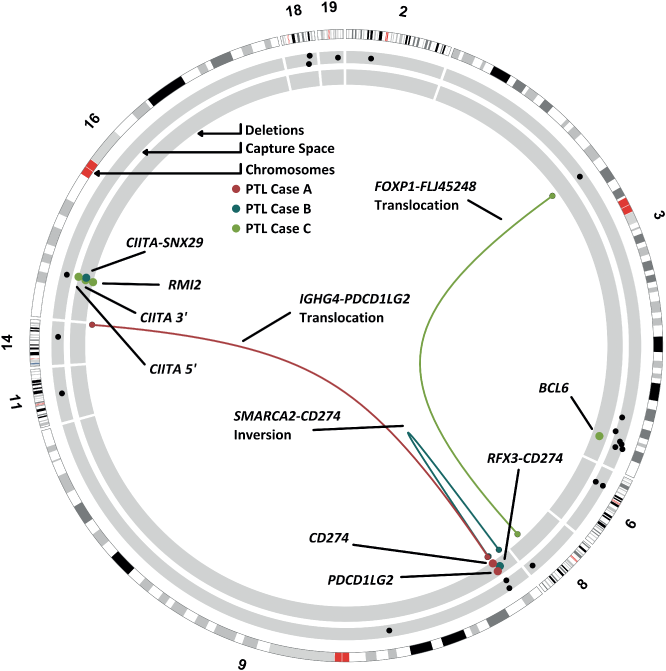 18
19
2
16
Deletions
Capture Space
Chromosomes
PTL Case A
PTL Case B
PTL Case C
FOXP1-FLJ45248
Translocation
3
CIITA-SNX29
RMI2
CIITA 3'
CIITA 5'
IGHG4-PDCD1LG2
Translocation
14
11
BCL6
SMARCA2-CD274
Inversion
RFX3-CD274
6
CD274
PDCD1LG2
8
9